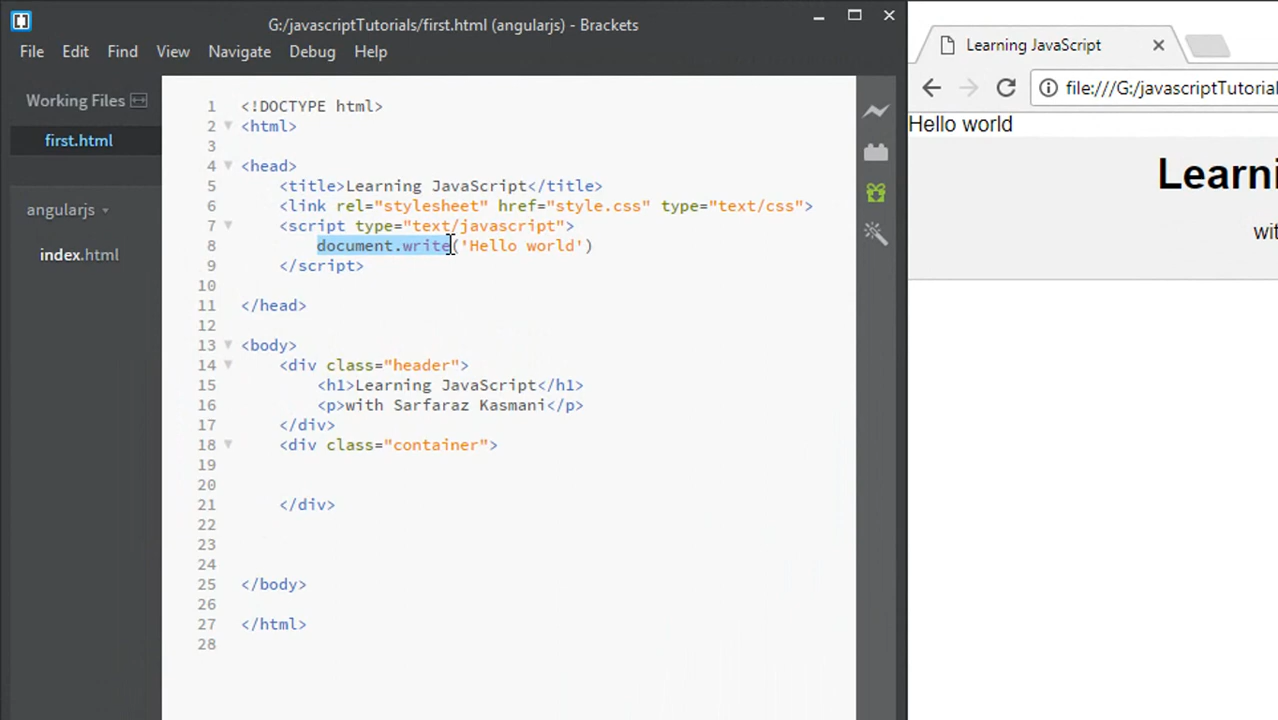 G:/javascriptTutorials/first.html (angularjs) - Brackets
File Edit Find View Navigate Debug Help
Working Files
first.html
angularjs
index.html
1 <!DOCTYPE html>
2 <html>
3
4 <head>
5 <title>Learning JavaScript</title>
6 <link rel="stylesheet" href="style.css" type="text/css">
7 <script type="text/javascript">
8 document.write('Hello world')
9 </script>
10
11 </head>
12
13 <body>
14 <div class="header">
15 <h1>Learning JavaScript</h1>
16 <p>with Sarfaraz Kasmani</p>
17 </div>
18 <div class="container">
19
20
21 </div>
22
23
24
25 </body>
26
27 </html>
28
Learning JavaScript
file:///G:/javascriptTutorial
Hello world
Learni
wit